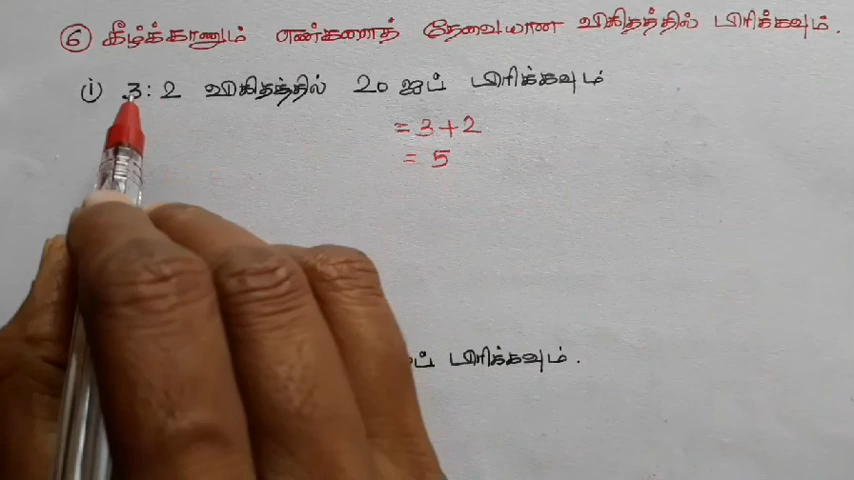 ⑥ கீழ்க்காணும் எண்களைத் தேவையான விகிதத்தில் பிரிக்கவும்.
(i) 3:2 விகிதத்தில் 20 ஐப் பிரிக்கவும்
= 3+2
= 5
பிரிக்கவும்.